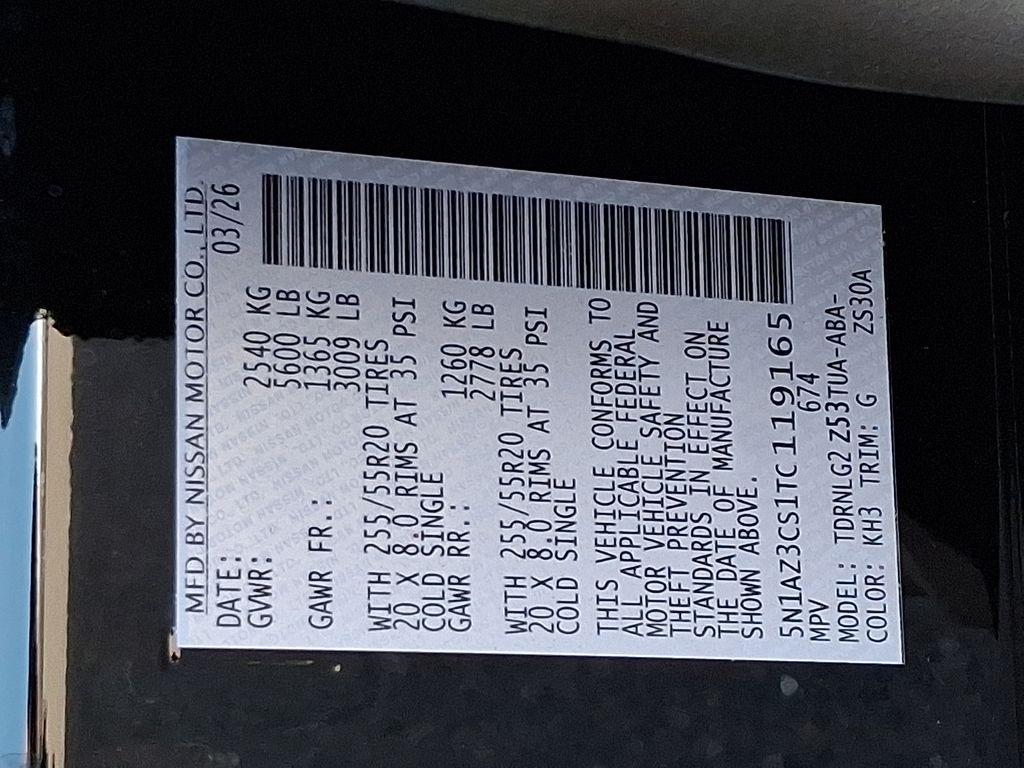 MFD BY NISSAN MOTOR CO., LTD.
DATE: 03/26
GVWR: 2540 KG
5600 LB
GAWR FR.: 1365 KG
3009 LB
WITH 255/55R20 TIRES
20 X 8.0 RIMS AT 35 PSI
COLD SINGLE
GAWR RR.: 1260 KG
2778 LB
WITH 255/55R20 TIRES
20 X 8.0 RIMS AT 35 PSI
COLD SINGLE
THIS VEHICLE CONFORMS TO
ALL APPLICABLE FEDERAL
MOTOR VEHICLE SAFETY AND
THEFT PREVENTION
STANDARDS IN EFFECT ON
THE DATE OF MANUFACTURE
SHOWN ABOVE.
5N1AZ3CS1TC119165
MPV 674
MODEL: TDRNLG2 Z53TUA-ABA-
COLOR: KH3 TRIM: G ZS30A